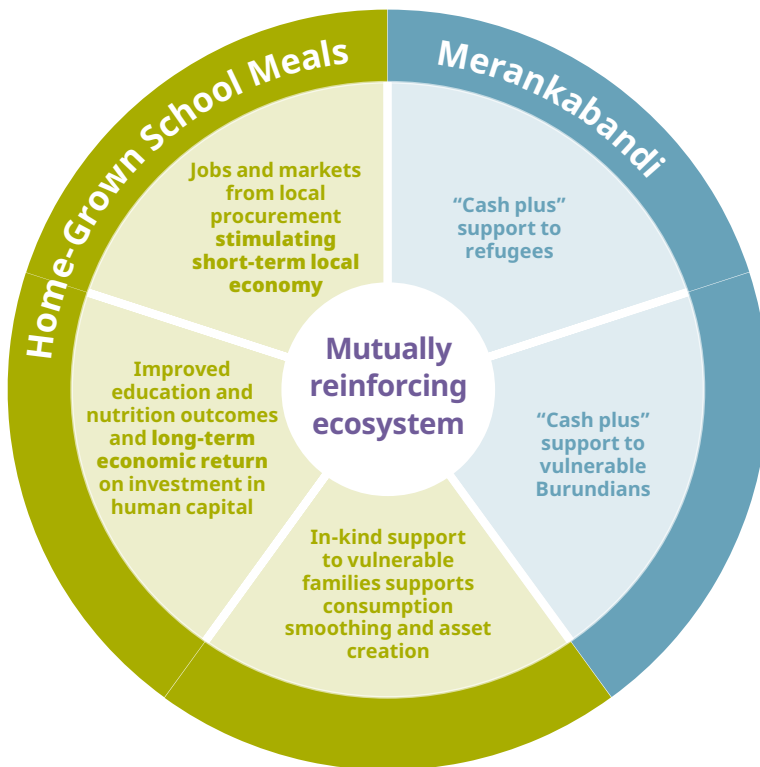 Home-Grown School Meals
Merankabandi
Jobs and markets
from local
procurement
stimulating
short-term local
economy
“Cash plus”
support to
refugees
Mutually
reinforcing
ecosystem
Improved
education and
nutrition outcomes
and long-term
economic return
on investment in
human capital
“Cash plus”
support to
vulnerable
Burundians
In-kind support
to vulnerable
families supports
consumption
smoothing and asset
creation